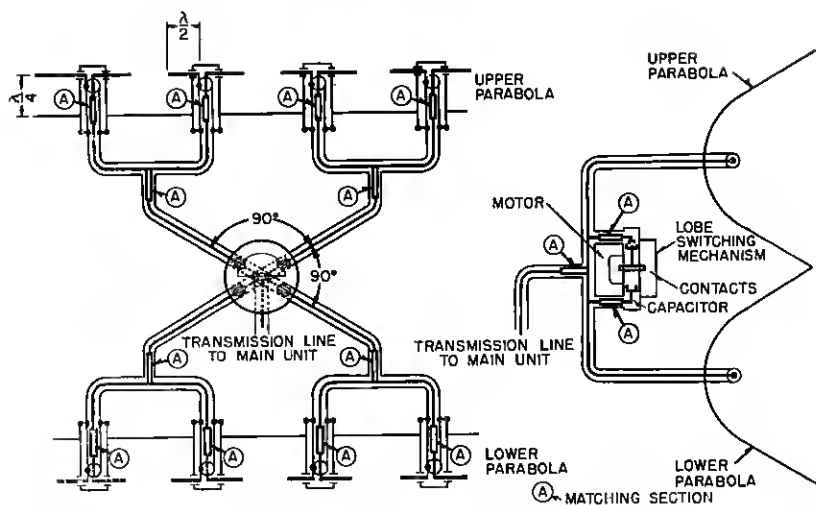 λ/2
λ/4
UPPER
PARABOLA
A
A
A
A
A
A
90°
90°
TRANSMISSION LINE
TO MAIN UNIT
A
A
A
A
A
A
LOWER
PARABOLA
UPPER
PARABOLA
MOTOR
A
A
LOBE
SWITCHING
MECHANISM
CONTACTS
CAPACITOR
A
TRANSMISSION LINE
TO MAIN UNIT
LOWER
PARABOLA
A MATCHING SECTION